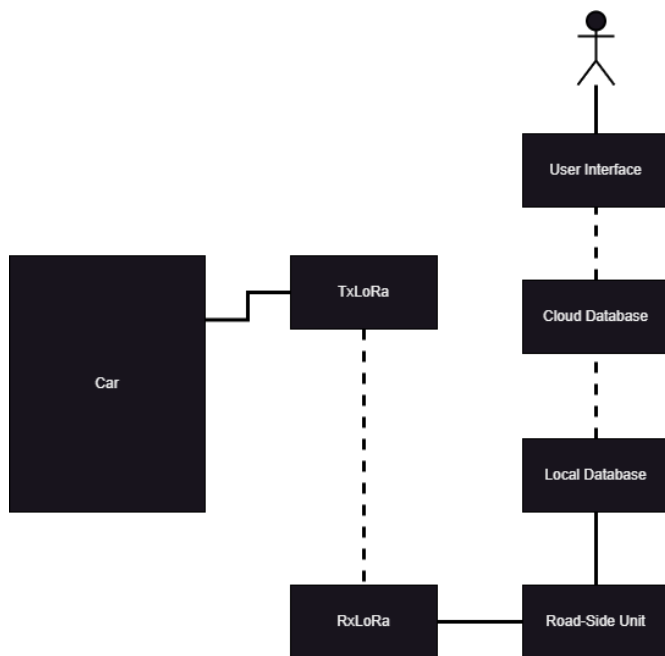 User Interface
TxLoRa
Cloud Database
Car
Local Database
RxLoRa
Road-Side Unit